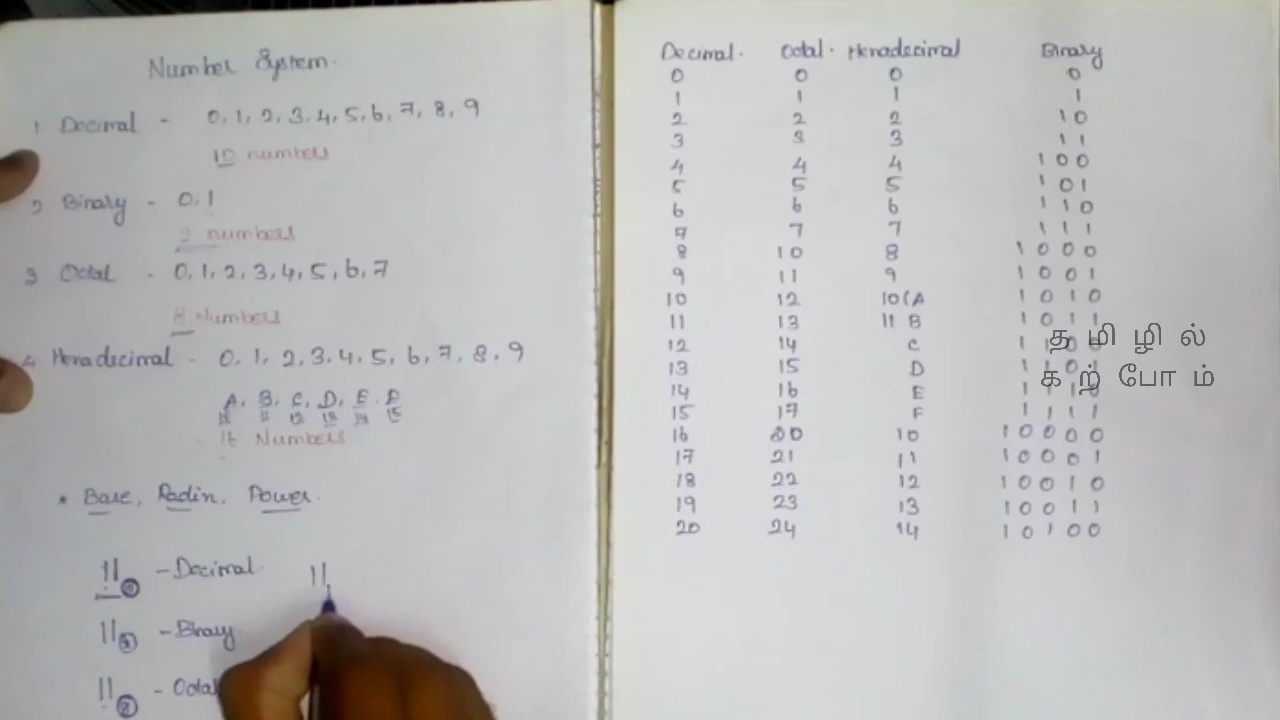 Number System.
1 Decimal - 0, 1, 2, 3, 4, 5, 6, 7, 8, 9
10 numbers
2 Binary - 0, 1
2 numbers
3 Octal - 0, 1, 2, 3, 4, 5, 6, 7
8 Numbers
4 Hexadecimal - 0, 1, 2, 3, 4, 5, 6, 7, 8, 9
A, B, C, D, E, F
10 11 12 13 14 15
16 Numbers
* Base, Radix, Power.
11 - Decimal. 11
11 - Binary
11 2 - Octal
Decimal. Octal. Hexadecimal Binary
0 0 0 0
1 1 1 1
2 2 2 10
3 3 3 11
4 4 4 100
5 5 5 101
6 6 6 110
7 7 7 111
8 10 8 1000
9 11 9 1001
10 12 10(A 1010
11 13 11 B 1011
12 14 C 1100
13 15 D 1101
14 16 E 1110
15 17 F 1111
16 20 10 10000
17 21 11 10001
18 22 12 10010
19 23 13 10011
20 24 14 10100
தமிழில்
கற்போம்